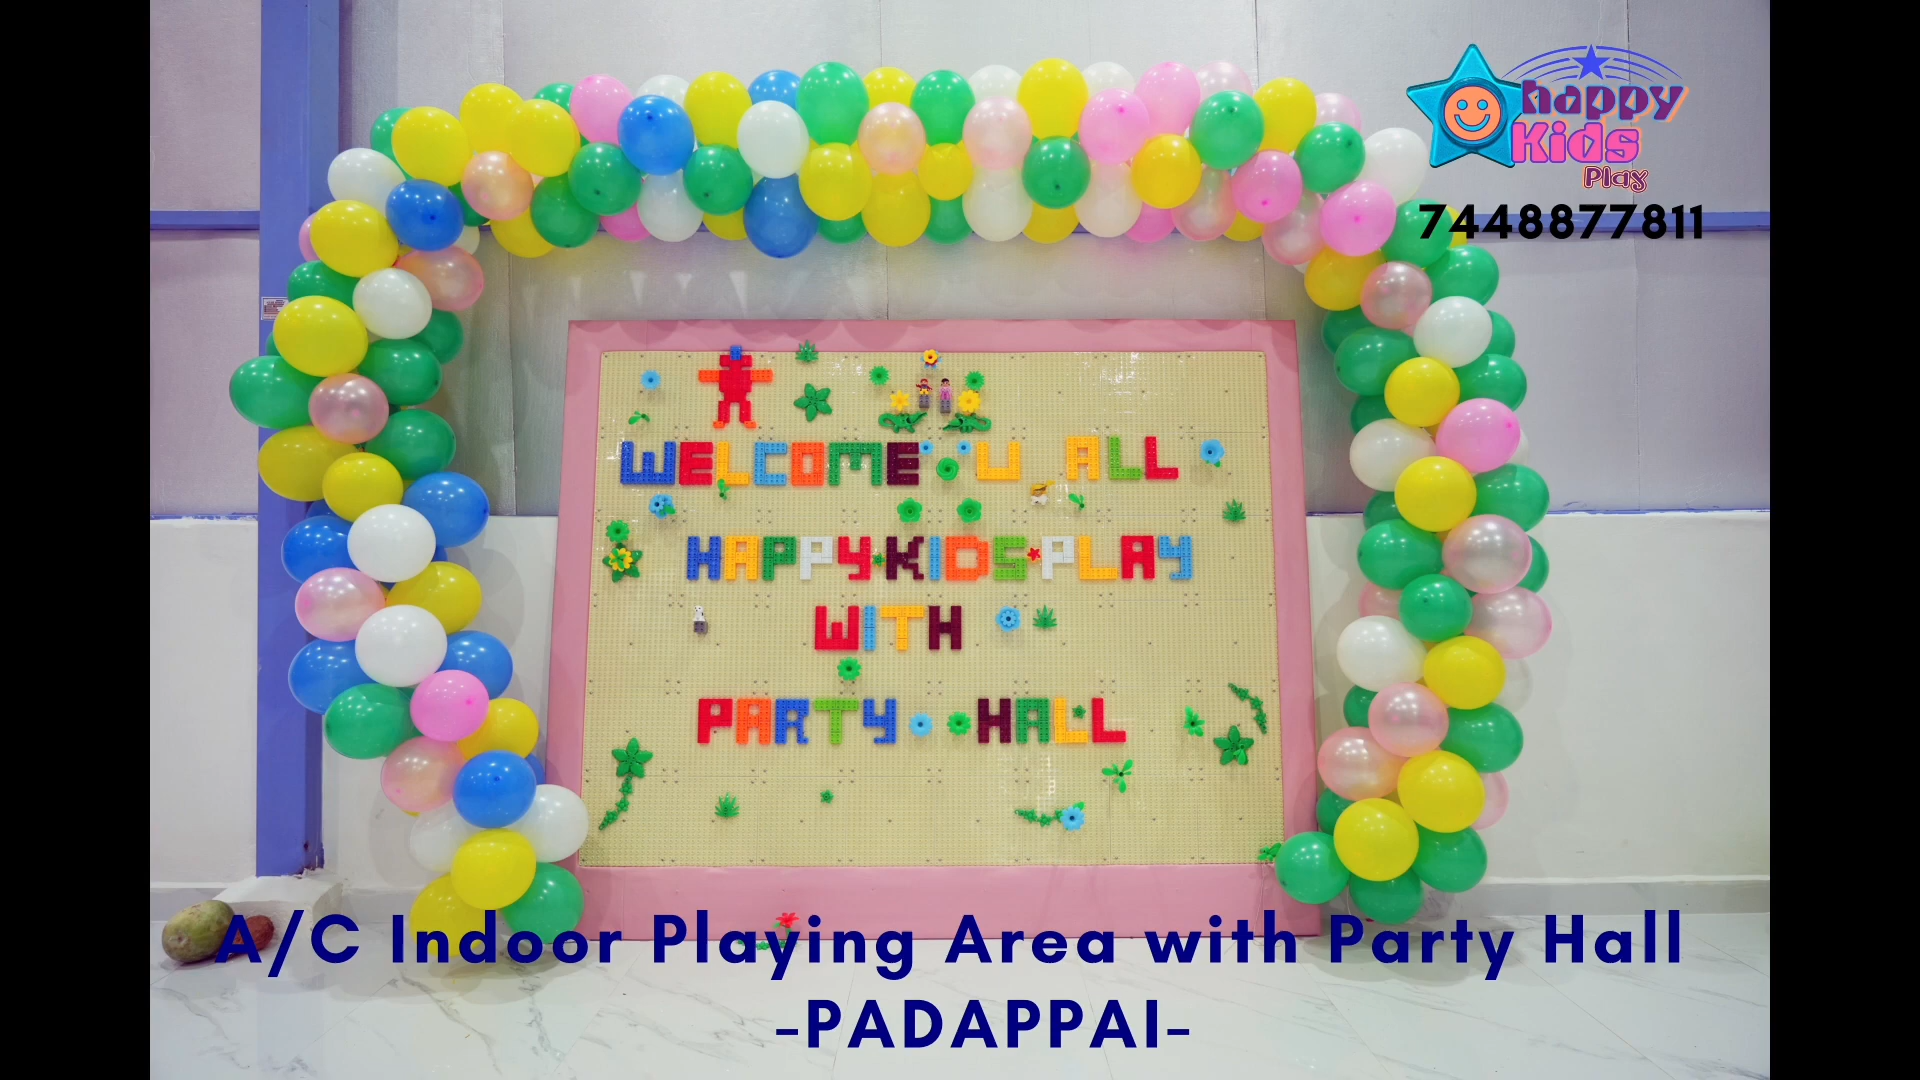 happy
Kids
Play
7448877811
WELCOME U ALL
HAPPY KIDS PLAY
WITH
PARTY HALL
A/C Indoor Playing Area with Party Hall
-PADAPPAI-